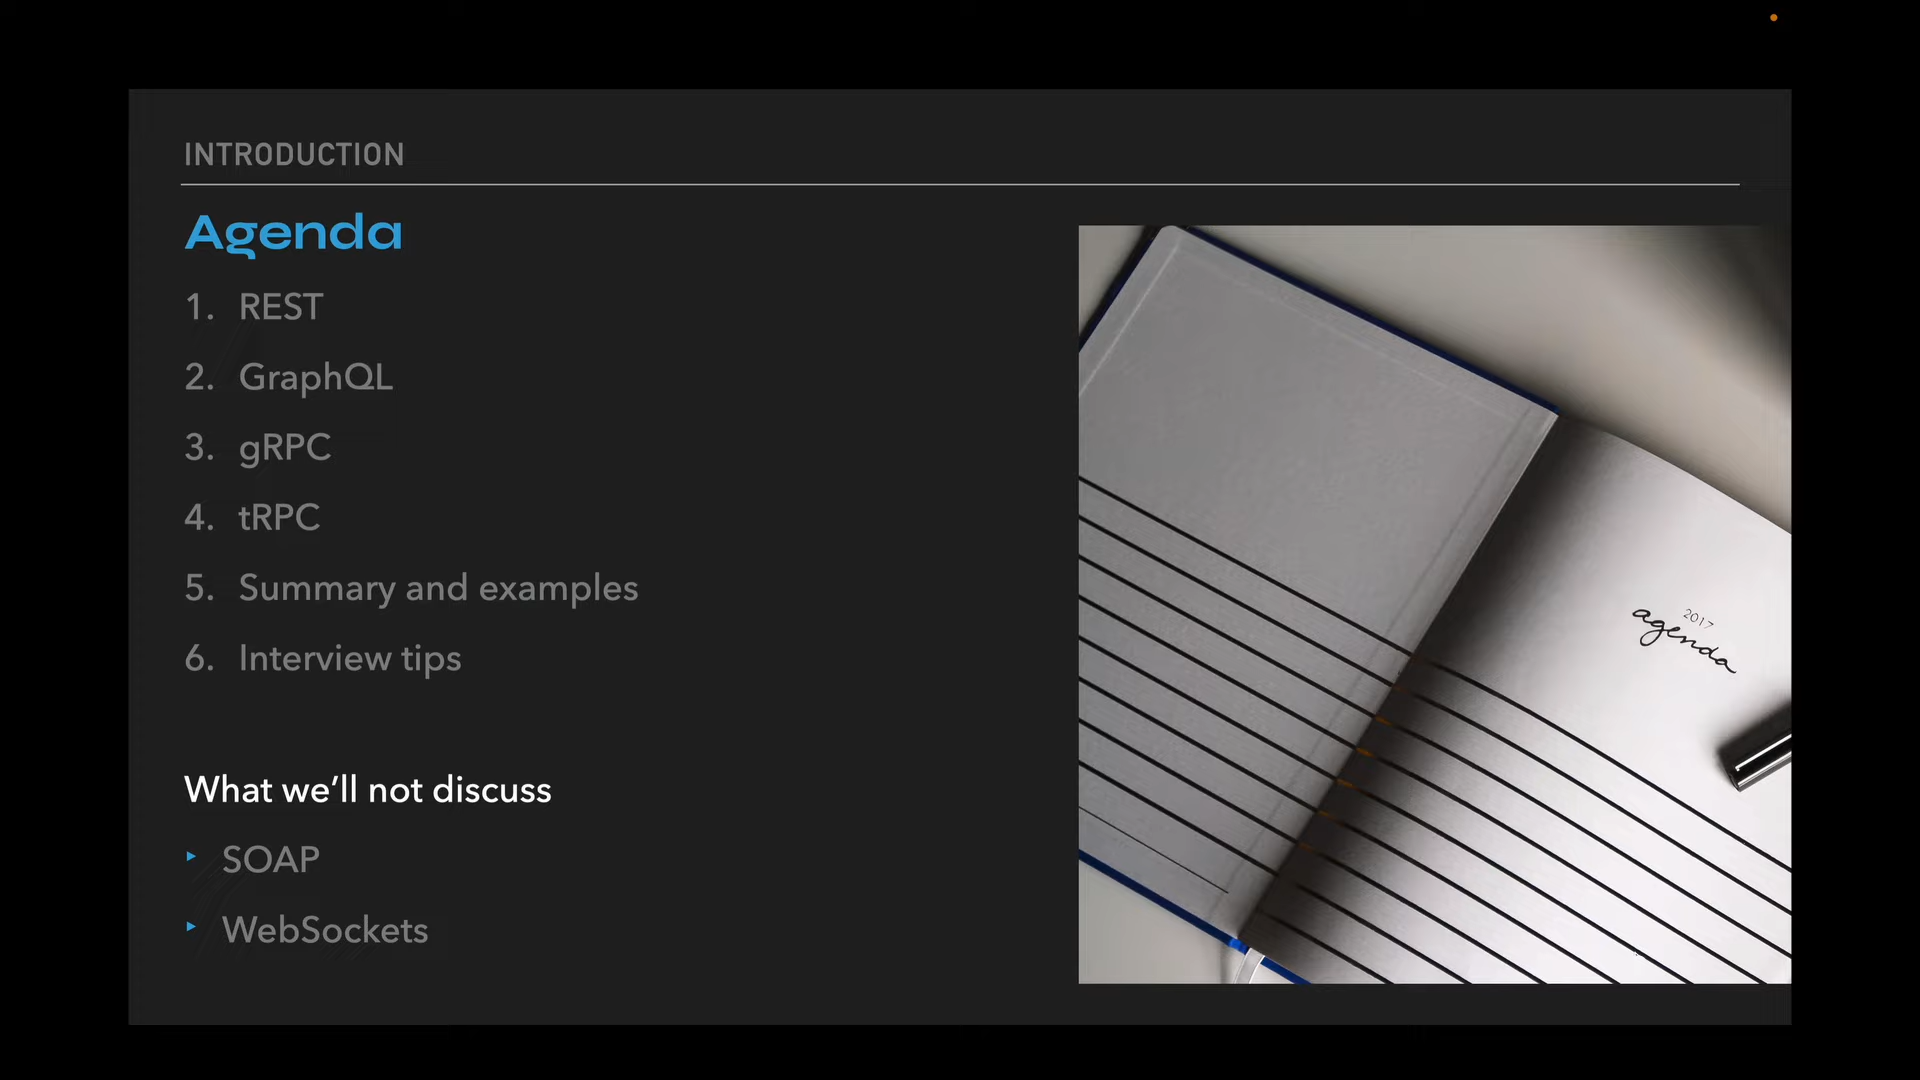 INTRODUCTION
Agenda
1. REST
2. GraphQL
3. gRPC
4. tRPC
5. Summary and examples
6. Interview tips
What we’ll not discuss
‣ SOAP
‣ WebSockets
2017
agenda